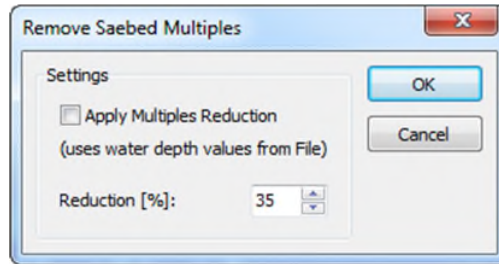 Remove Saebed Multiples
Settings
Apply Multiples Reduction
(uses water depth values from File)
Reduction [%]: 35
OK
Cancel